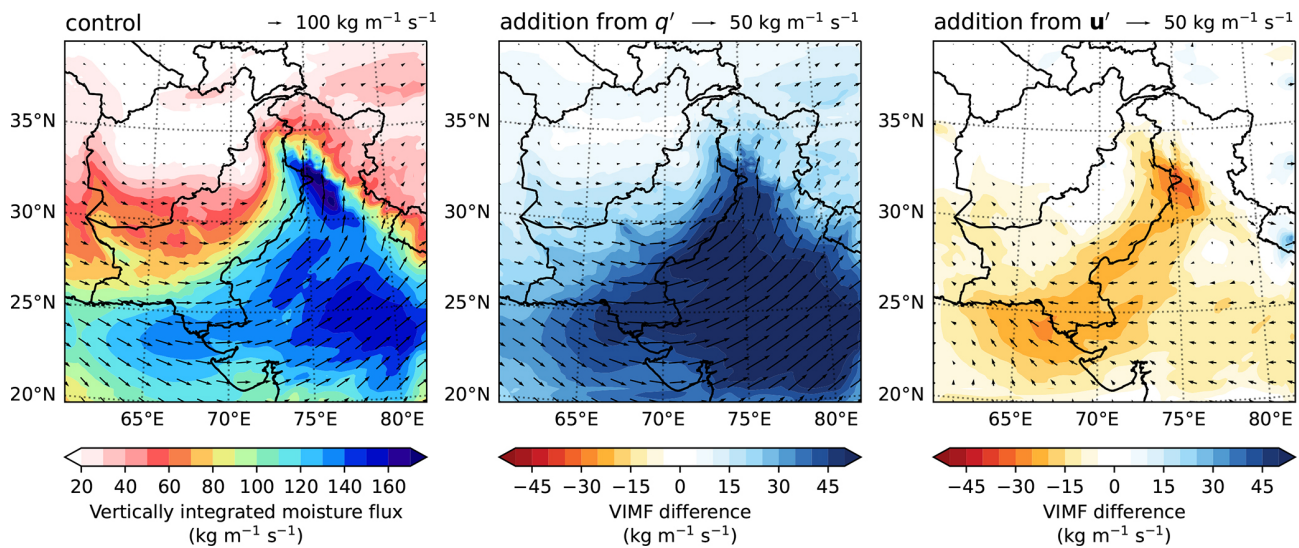 control → 100 kg m⁻¹ s⁻¹
addition from q′ → 50 kg m⁻¹ s⁻¹
addition from u′ → 50 kg m⁻¹ s⁻¹
35°N
30°N
25°N
20°N
65°E 70°E 75°E 80°E
35°N
30°N
25°N
20°N
65°E 70°E 75°E 80°E
35°N
30°N
25°N
20°N
65°E 70°E 75°E 80°E
20 40 60 80 100 120 140 160
Vertically integrated moisture flux
(kg m⁻¹ s⁻¹)
−45 −30 −15 0 15 30 45
VIMF difference
(kg m⁻¹ s⁻¹)
−45 −30 −15 0 15 30 45
VIMF difference
(kg m⁻¹ s⁻¹)